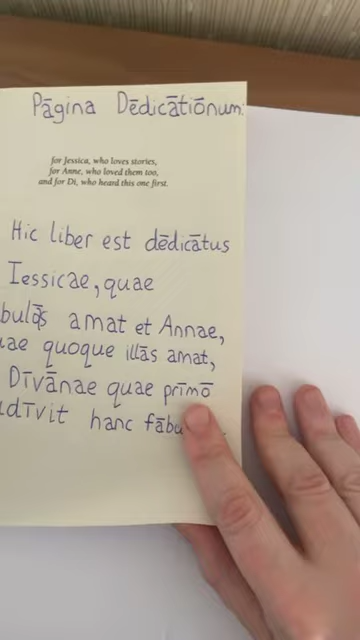 Pāgina Dēdicātiōnum:
for Jessica, who loves stories,
for Anne, who loved them too,
and for Di, who heard this one first.
Hic liber est dēdicātus
Iessicae, quae
amat et Annae,
quoque illās amat,
Dīvānae quae prīmō
hanc